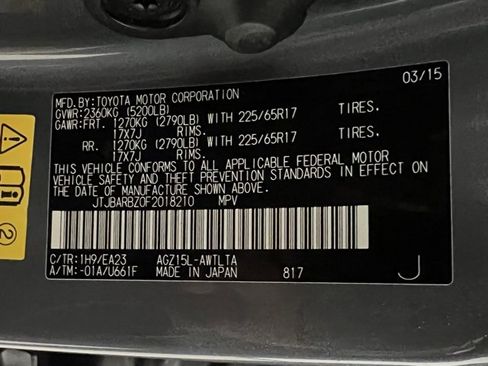 03/15
MFD.BY:TOYOTA MOTOR CORPORATION
GVWR:2360KG (5200LB)
GAWR:FRT. 1270KG (2790LB) WITH 225/65R17 TIRES.
17X7J RIMS.
RR. 1270KG (2790LB) WITH 225/65R17 TIRES.
17X7J RIMS.
THIS VEHICLE CONFORMS TO ALL APPLICABLE FEDERAL MOTOR
VEHICLE SAFETY AND THEFT PREVENTION STANDARDS IN EFFECT ON
THE DATE OF MANUFACTURE SHOWN ABOVE.
JTJBARBZ0F2018210 MPV
C/TR:1H9/EA23 AGZ15L-AWTLTA
A/TM:-01A/U661F MADE IN JAPAN 817 J
2